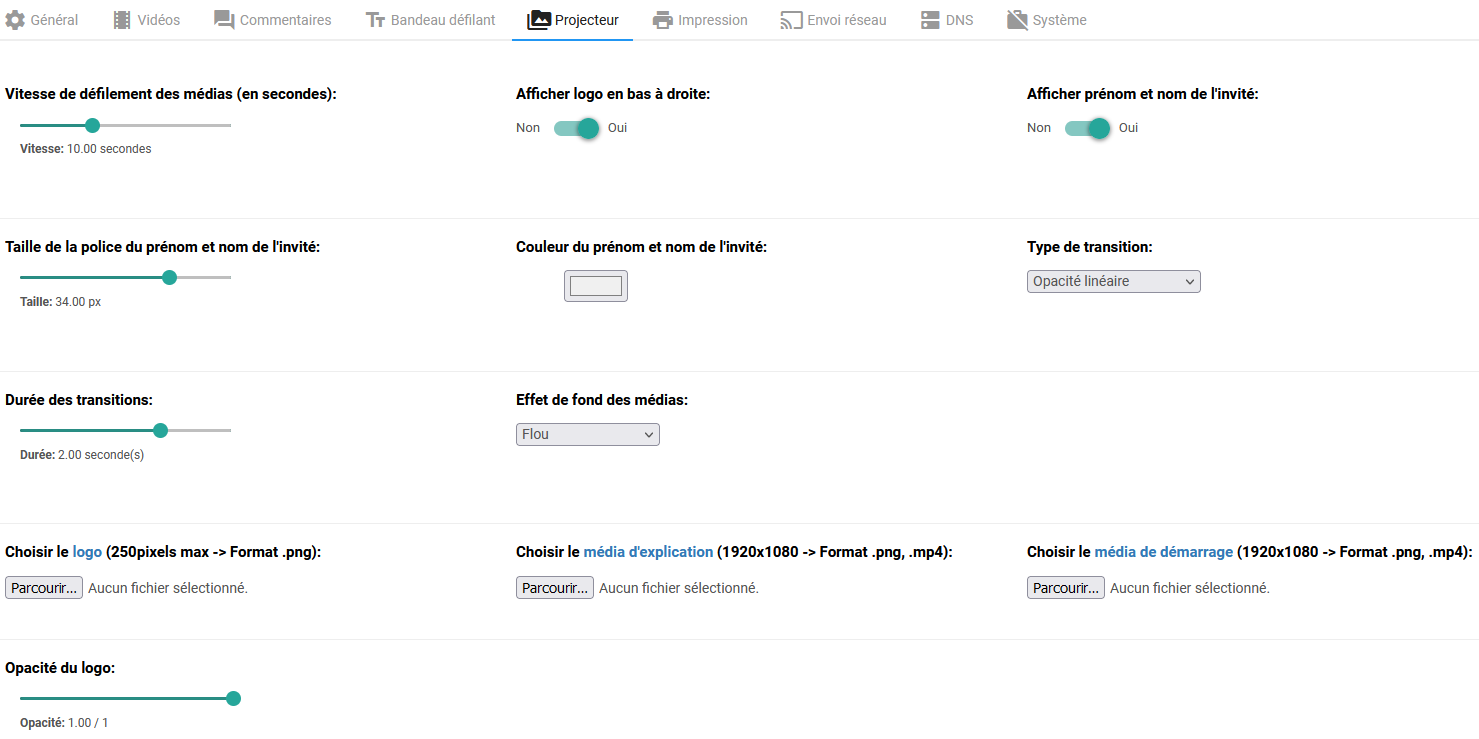 Général Vidéos Commentaires Bandeau défilant Projecteur Impression Envoi réseau DNS Système
Vitesse de défilement des médias (en secondes): Afficher logo en bas à droite: Afficher prénom et nom de l'invité:
Non Oui Non Oui
Vitesse: 10.00 secondes
Taille de la police du prénom et nom de l'invité: Couleur du prénom et nom de l'invité: Type de transition:
Opacité linéaire
Taille: 34.00 px
Durée des transitions: Effet de fond des médias:
Flou
Durée: 2.00 seconde(s)
Choisir le logo (250pixels max -> Format .png): Choisir le média d'explication (1920x1080 -> Format .png, .mp4): Choisir le média de démarrage (1920x1080 -> Format .png, .mp4):
Parcourir... Aucun fichier sélectionné. Parcourir... Aucun fichier sélectionné. Parcourir... Aucun fichier sélectionné.
Opacité du logo:
Opacité: 1.00 / 1